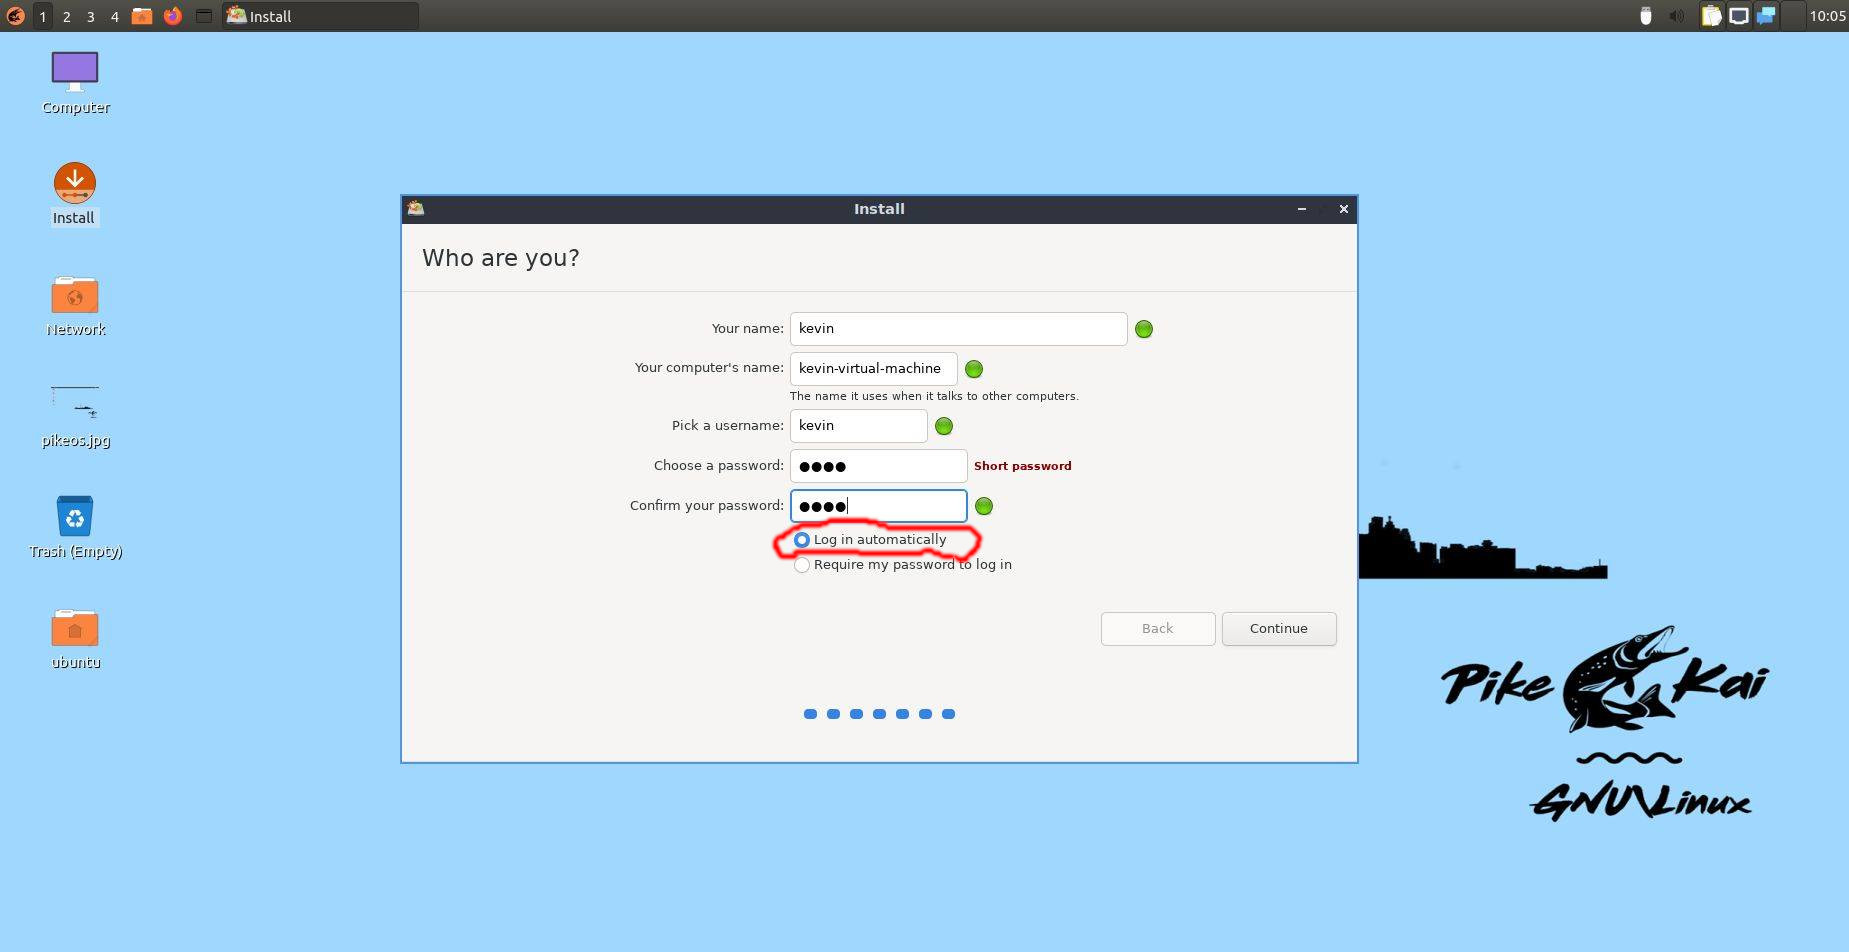 1 2 3 4 Install 10:05
Computer
Install
Network
pikeos.jpg
Trash (Empty)
ubuntu
Install
Who are you?
Your name: kevin
Your computer's name: kevin-virtual-machine
The name it uses when it talks to other computers.
Pick a username: kevin
Choose a password: ●●●● Short password
Confirm your password: ●●●●
Log in automatically
Require my password to log in
Back Continue
Pike Kai
GNU\Linux